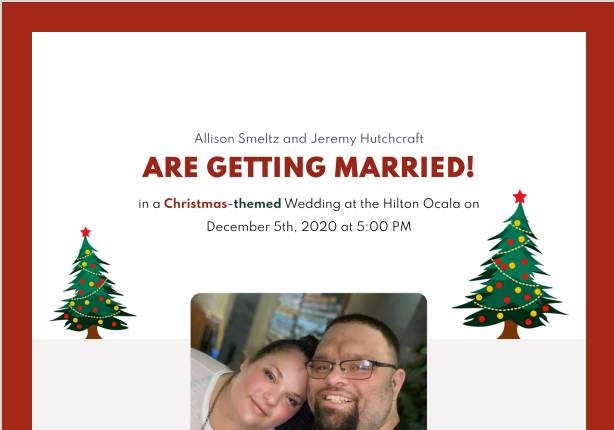 Allison Smeltz and Jeremy Hutchcraft
ARE GETTING MARRIED!
in a Christmas-themed Wedding at the Hilton Ocala on
December 5th, 2020 at 5:00 PM